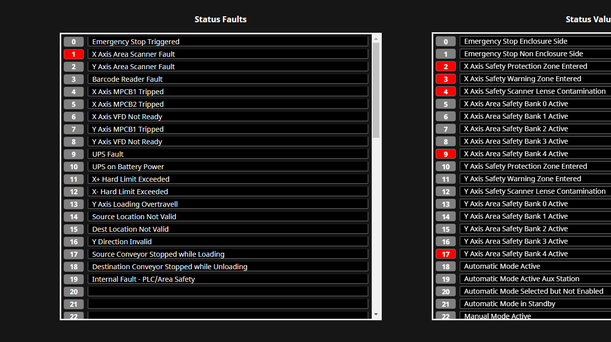 Status Faults
0 Emergency Stop Triggered
1 X Axis Area Scanner Fault
2 Y Axis Area Scanner Fault
3 Barcode Reader Fault
4 X Axis MPCB1 Tripped
5 X Axis MPCB2 Tripped
6 X Axis VFD Not Ready
7 Y Axis MPCB1 Tripped
8 Y Axis VFD Not Ready
9 UPS Fault
10 UPS on Battery Power
11 X+ Hard Limit Exceeded
12 X- Hard Limit Exceeded
13 Y Axis Loading Overtravell
14 Source Location Not Valid
15 Dest Location Not Valid
16 Y Direction Invalid
17 Source Conveyor Stopped while Loading
18 Destination Conveyor Stopped while Unloading
19 Internal Fault - PLC/Area Safety
20
21
22
Status Valu
0 Emergency Stop Enclosure Side
1 Emergency Stop Non Enclosure Side
2 X Axis Safety Protection Zone Entered
3 X Axis Safety Warning Zone Entered
4 X Axis Safety Scanner Lense Contamination
5 X Axis Area Safety Bank 0 Active
6 X Axis Area Safety Bank 1 Active
7 X Axis Area Safety Bank 2 Active
8 X Axis Area Safety Bank 3 Active
9 X Axis Area Safety Bank 4 Active
10 Y Axis Safety Protection Zone Entered
11 Y Axis Safety Warning Zone Entered
12 Y Axis Safety Scanner Lense Contamination
13 Y Axis Area Safety Bank 0 Active
14 Y Axis Area Safety Bank 1 Active
15 Y Axis Area Safety Bank 2 Active
16 Y Axis Area Safety Bank 3 Active
17 Y Axis Area Safety Bank 4 Active
18 Automatic Mode Active
19 Automatic Mode Active Aux Station
20 Automatic Mode Selected but Not Enabled
21 Automatic Mode in Standby
22 Manual Mode Active